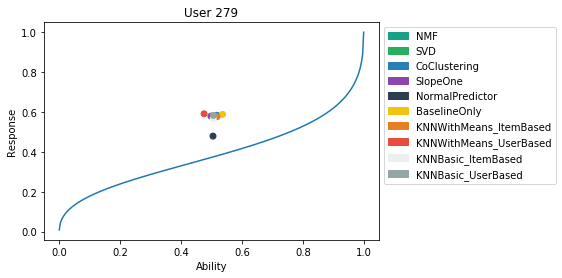 User 279
1.0
0.8
0.6
0.4
0.2
0.0
Response
0.0 0.2 0.4 0.6 0.8 1.0
Ability
NMF
SVD
CoClustering
SlopeOne
NormalPredictor
BaselineOnly
KNNWithMeans_ItemBased
KNNWithMeans_UserBased
KNNBasic_ItemBased
KNNBasic_UserBased